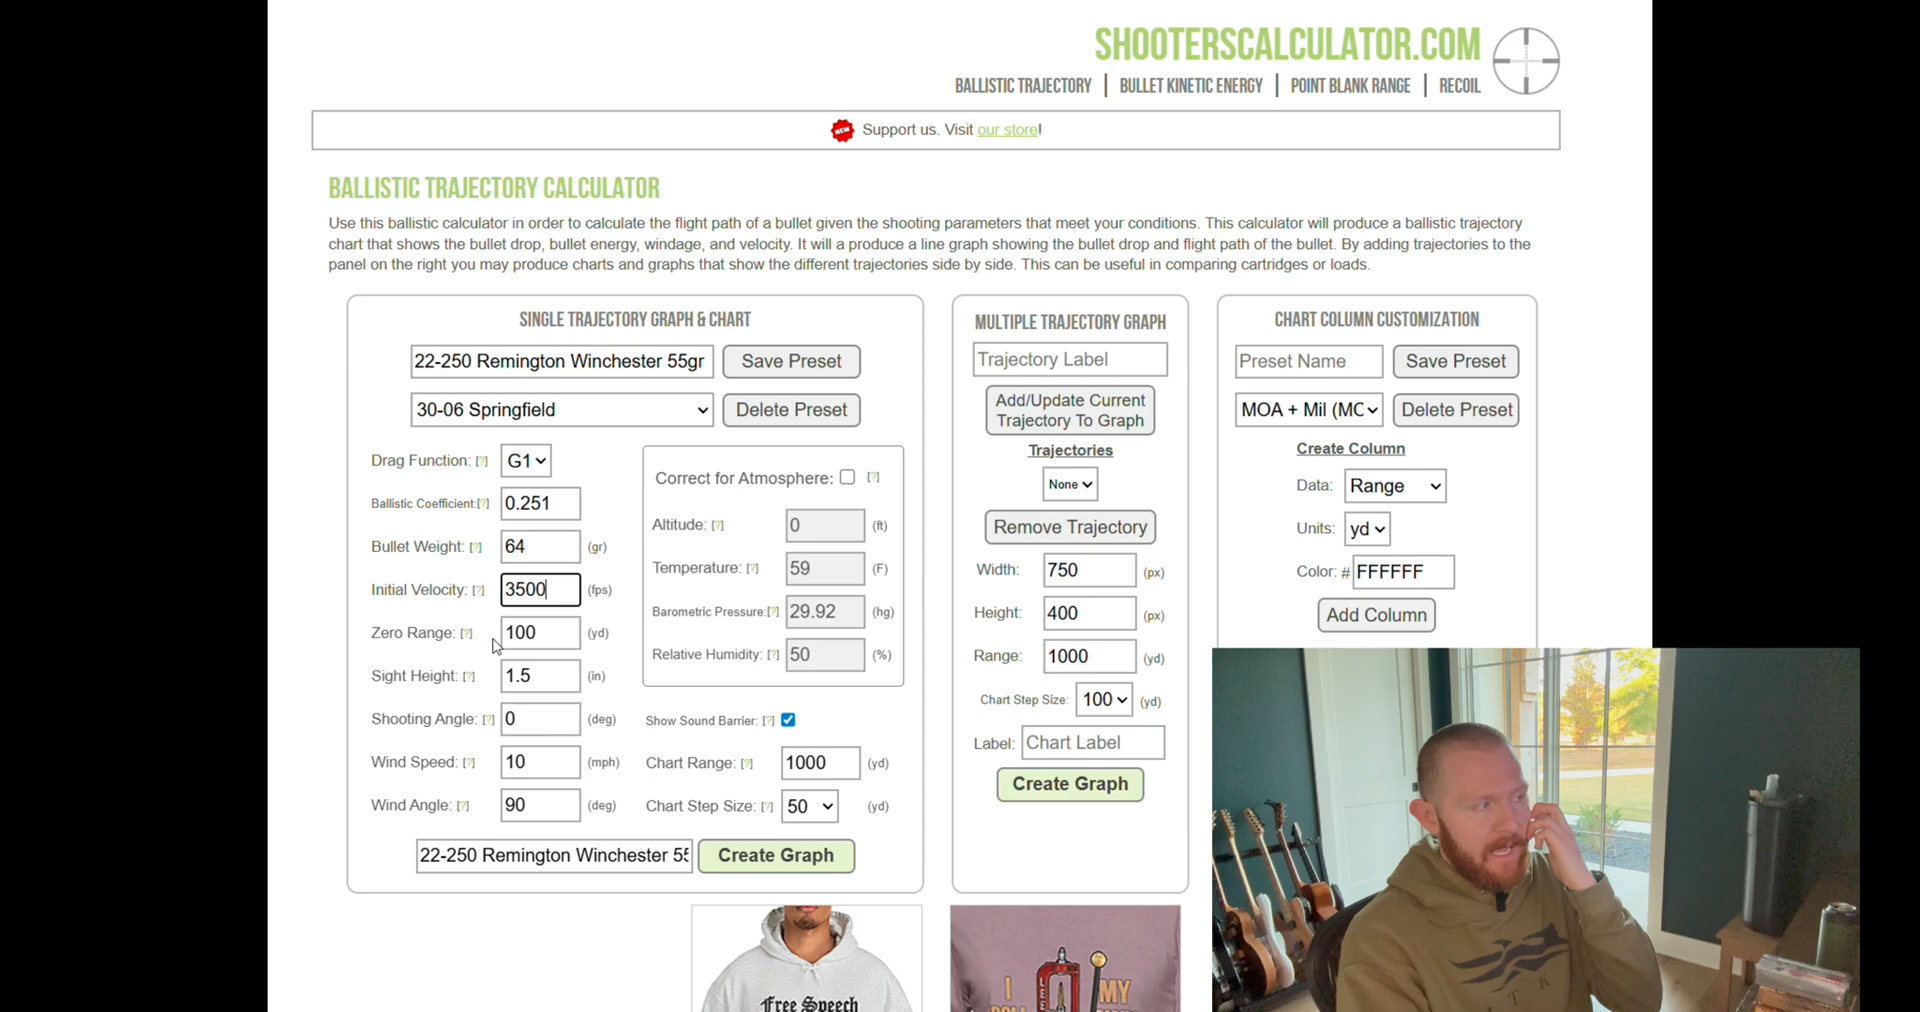 SHOOTERSCALCULATOR.COM
BALLISTIC TRAJECTORY | BULLET KINETIC ENERGY | POINT BLANK RANGE | RECOIL
NEW Support us. Visit our store!
BALLISTIC TRAJECTORY CALCULATOR
Use this ballistic calculator in order to calculate the flight path of a bullet given the shooting parameters that meet your conditions. This calculator will produce a ballistic trajectory
chart that shows the bullet drop, bullet energy, windage, and velocity. It will a produce a line graph showing the bullet drop and flight path of the bullet. By adding trajectories to the
panel on the right you may produce charts and graphs that show the different trajectories side by side. This can be useful in comparing cartridges or loads.
SINGLE TRAJECTORY GRAPH & CHART
22-250 Remington Winchester 55gr
Save Preset
30-06 Springfield
Delete Preset
Drag Function: [?] G1
Ballistic Coefficient:[?] 0.251
Bullet Weight: [?] 64 (gr)
Initial Velocity: [?] 3500 (fps)
Zero Range: [?] 100 (yd)
Sight Height: [?] 1.5 (in)
Shooting Angle: [?] 0 (deg)
Wind Speed: [?] 10 (mph)
Wind Angle: [?] 90 (deg)
Correct for Atmosphere: [?]
Altitude: [?] 0 (ft)
Temperature: [?] 59 (F)
Barometric Pressure:[?] 29.92 (hg)
Relative Humidity: [?] 50 (%)
Show Sound Barrier: [?]
Chart Range: [?] 1000 (yd)
Chart Step Size: [?] 50 (yd)
22-250 Remington Winchester 55
Create Graph
MULTIPLE TRAJECTORY GRAPH
Trajectory Label
Add/Update Current
Trajectory To Graph
Trajectories
None
Remove Trajectory
Width: 750 (px)
Height: 400 (px)
Range: 1000 (yd)
Chart Step Size: 100 (yd)
Label: Chart Label
Create Graph
CHART COLUMN CUSTOMIZATION
Preset Name
Save Preset
MOA + Mil (MC
Delete Preset
Create Column
Data: Range
Units: yd
Color: # FFFFFF
Add Column
Free Speech
I
LEE
MY